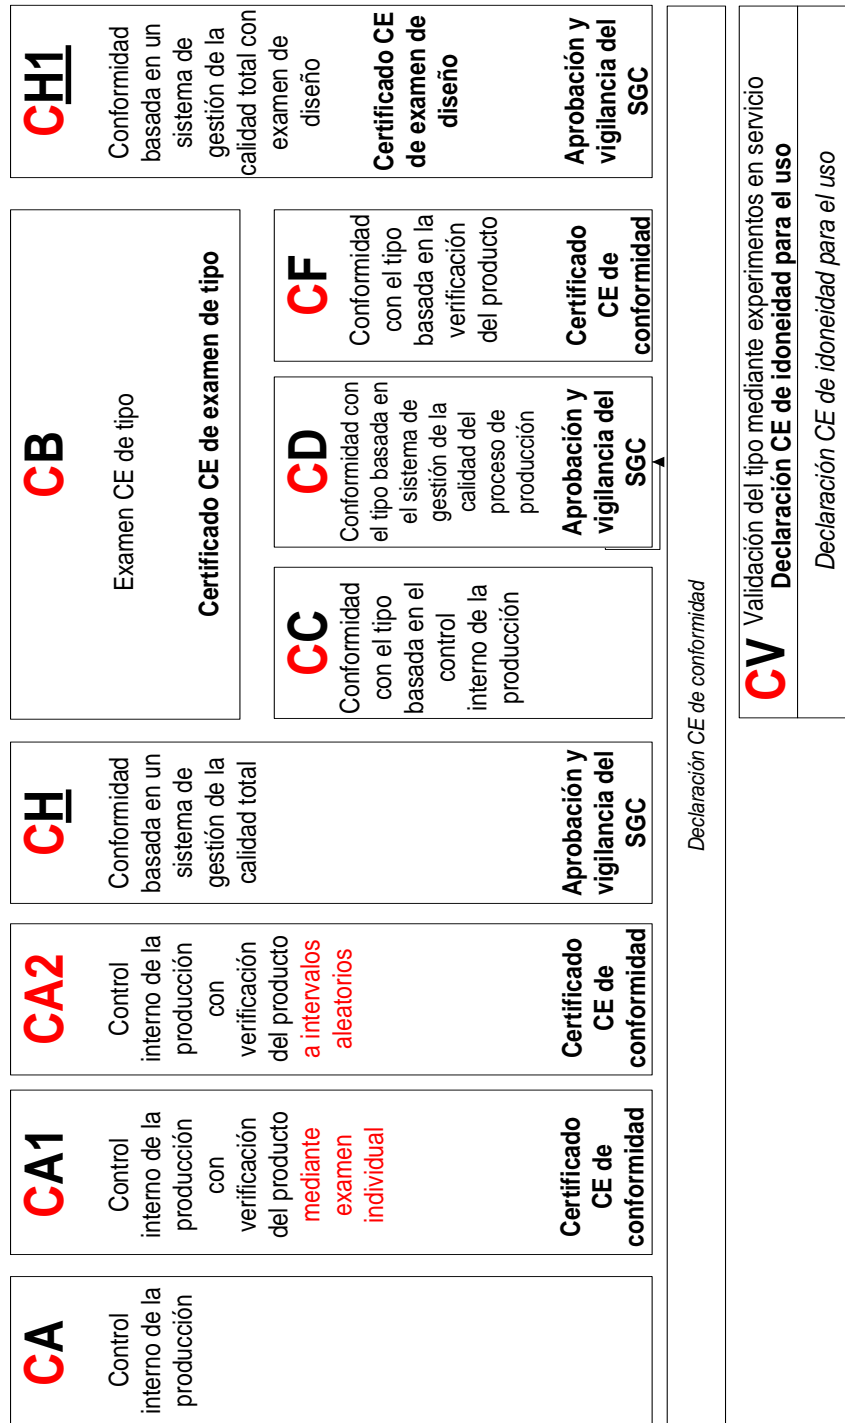 CA
Control
interno de la
producción
CA1
Control
interno de la
producción
con
verificación
del producto
mediante
examen
individual
Certificado
CE de
conformidad
CA2
Control
interno de la
producción
con
verificación
del producto
a intervalos
aleatorios
Certificado
CE de
conformidad
CH
Conformidad
basada en un
sistema de
gestión de la
calidad total
Aprobación y
vigilancia del
SGC
CB
Examen CE de tipo
Certificado CE de examen de tipo
CC
Conformidad
con el tipo
basada en el
control
interno de la
producción
CD
Conformidad con
el tipo basada en
el sistema de
gestión de la
calidad del
proceso de
producción
Aprobación y
vigilancia del
SGC
CF
Conformidad
con el tipo
basada en la
verificación
del producto
Certificado
CE de
conformidad
CH1
Conformidad
basada en un
sistema de
gestión de la
calidad total con
examen de
diseño
Certificado CE
de examen de
diseño
Aprobación y
vigilancia del
SGC
Declaración CE de conformidad
CV Validación del tipo mediante experimentos en servicio
Declaración CE de idoneidad para el uso
Declaración CE de idoneidad para el uso